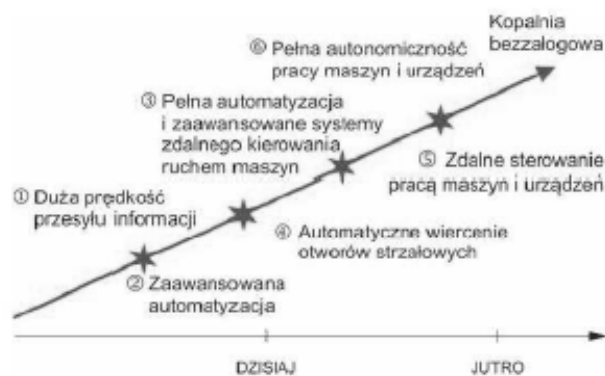 ⑥ Pełna autonomiczność
pracy maszyn i urządzeń
Kopalnia
bezzałogowa
③ Pełna automatyzacja
i zaawansowane systemy
zdalnego kierowania
ruchem maszyn
⑤ Zdalne sterowanie
pracą maszyn i urządzeń
① Duża prędkość
przesyłu informacji
④ Automatyczne wiercenie
otworów strzałowych
② Zaawansowana
automatyzacja
DZISIAJ
JUTRO